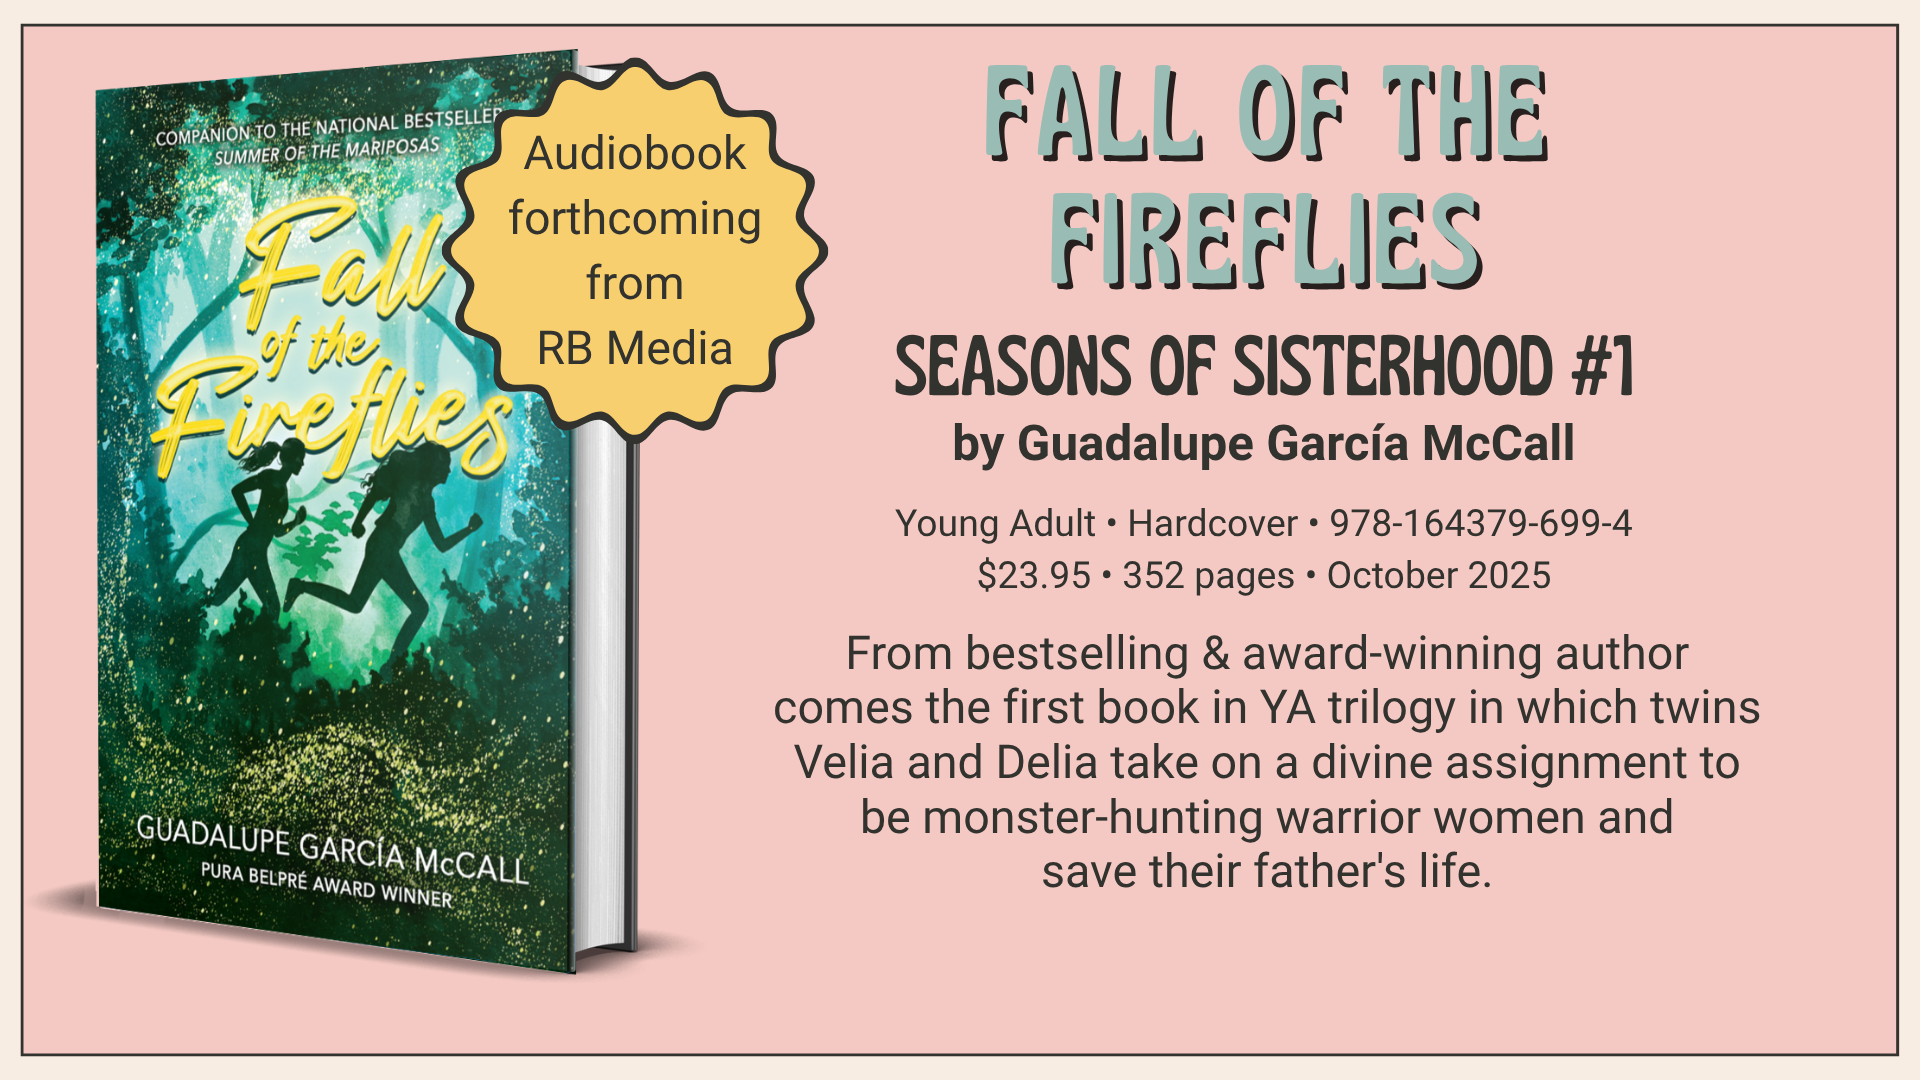 COMPANION TO THE NATIONAL BESTSELLER
SUMMER OF THE MARIPOSAS
Fall
of the
Fireflies
GUADALUPE GARCÍA McCALL
PURA BELPRÉ AWARD WINNER
Audiobook
forthcoming
from
RB Media
FALL OF THE
FIREFLIES
SEASONS OF SISTERHOOD #1
by Guadalupe García McCall
Young Adult • Hardcover • 978-164379-699-4
$23.95 • 352 pages • October 2025
From bestselling & award-winning author
comes the first book in YA trilogy in which twins
Velia and Delia take on a divine assignment to
be monster-hunting warrior women and
save their father's life.